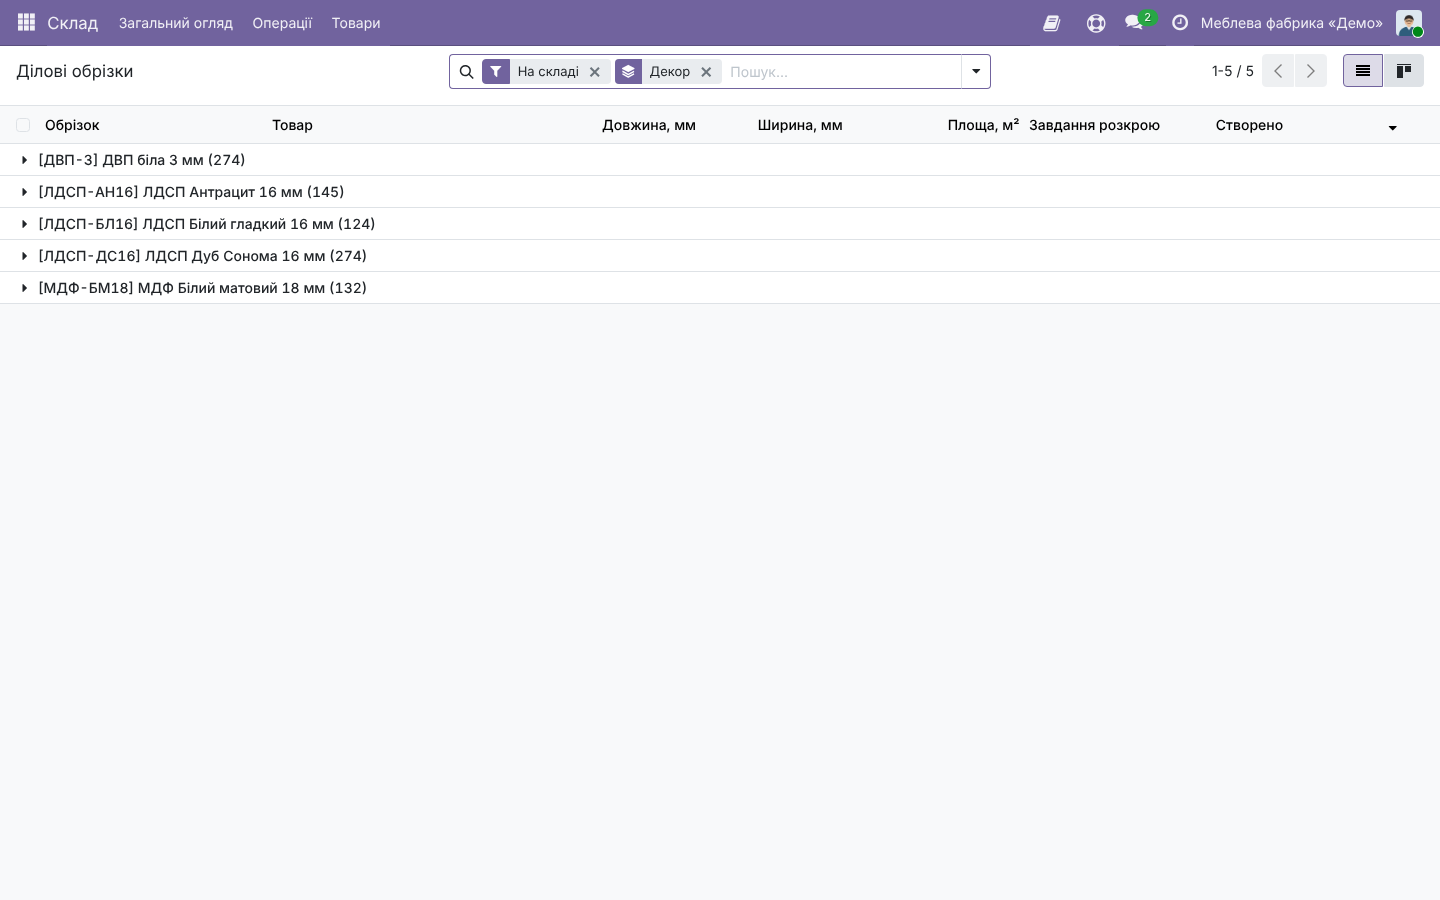 Склад Загальний огляд Операції Товари 2 Меблева фабрика «Демо»
Ділові обрізки На складі Декор Пошук... 1-5 / 5
Обрізок Товар Довжина, мм Ширина, мм Площа, м² Завдання розкрою Створено
[ДВП-3] ДВП біла 3 мм (274)
[ЛДСП-АН16] ЛДСП Антрацит 16 мм (145)
[ЛДСП-БЛ16] ЛДСП Білий гладкий 16 мм (124)
[ЛДСП-ДС16] ЛДСП Дуб Сонома 16 мм (274)
[МДФ-БМ18] МДФ Білий матовий 18 мм (132)